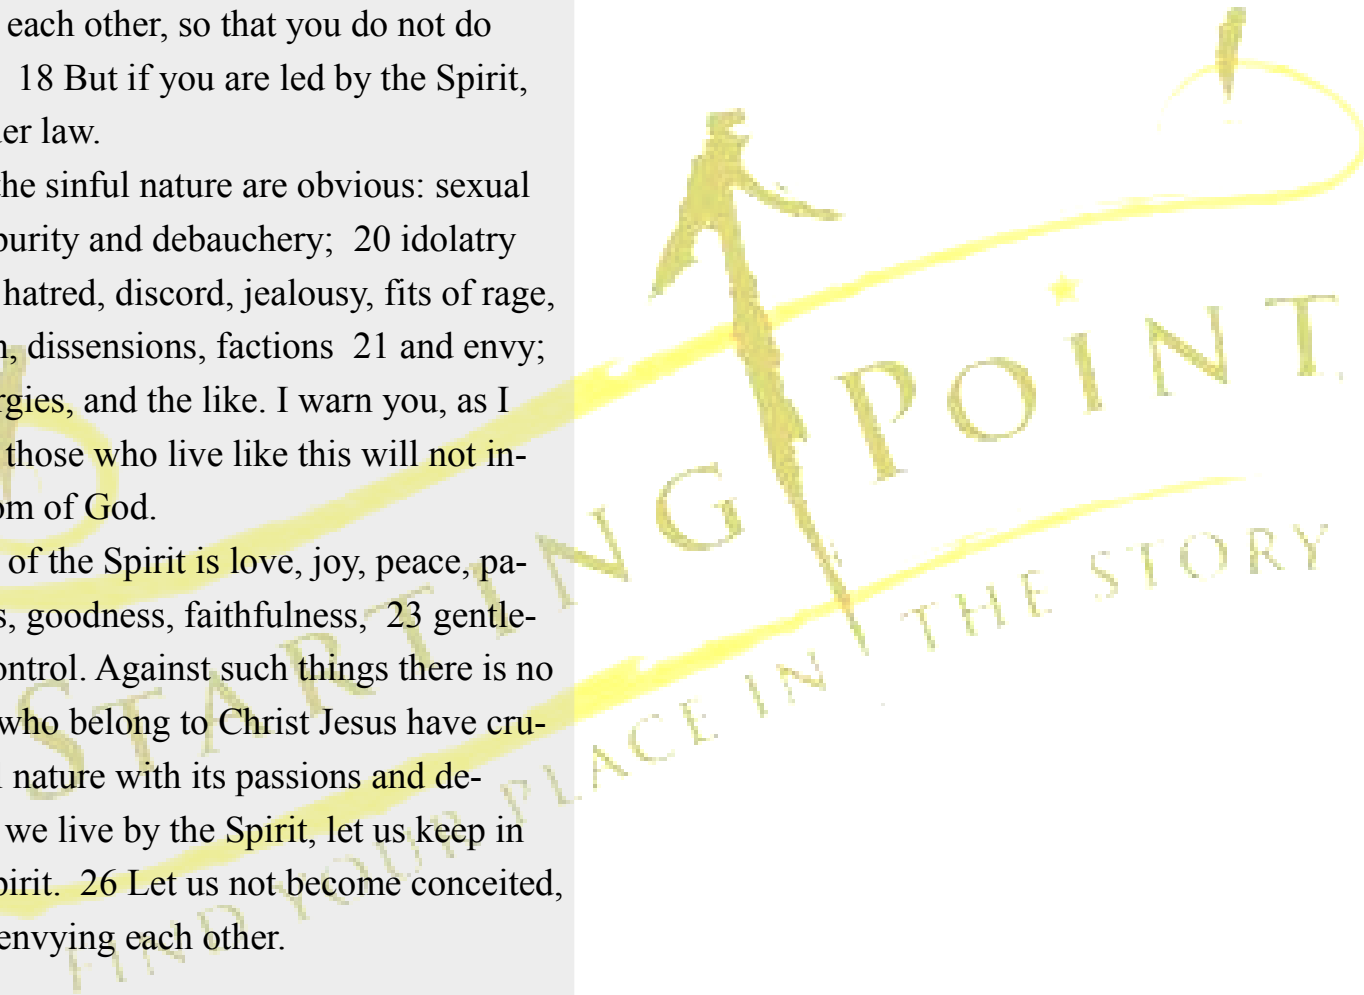 each other, so that you do not do
18 But if you are led by the Spirit,
er law.
the sinful nature are obvious: sexual
purity and debauchery; 20 idolatry
hatred, discord, jealousy, fits of rage,
n, dissensions, factions 21 and envy;
rgies, and the like. I warn you, as I
those who live like this will not in-
om of God.
of the Spirit is love, joy, peace, pa-
s, goodness, faithfulness, 23 gentle-
ontrol. Against such things there is no
who belong to Christ Jesus have cru-
l nature with its passions and de-
we live by the Spirit, let us keep in
pirit. 26 Let us not become conceited,
envying each other.
STARTING POINT
FIND YOUR PLACE IN THE STORY